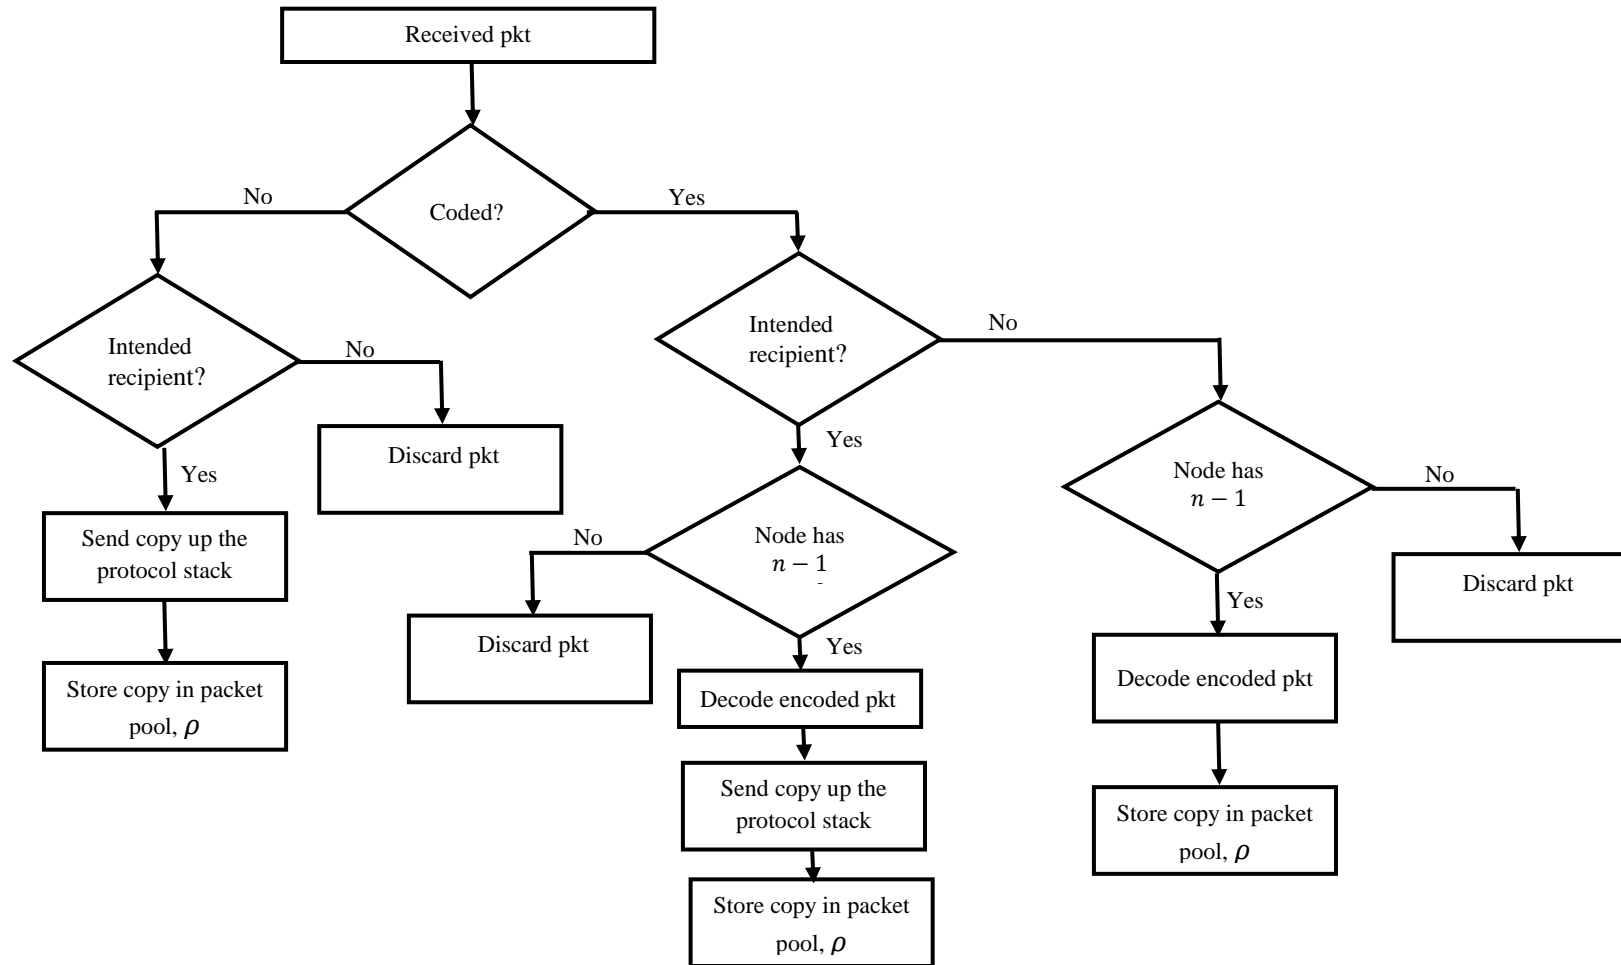 Received pkt
No
Yes
Coded?
Intended
recipient?
No
Intended
recipient?
No
Yes
Discard pkt
Yes
Node has
n − 1
No
Send copy up the
protocol stack
No
Node has
n − 1
Discard pkt
Yes
Discard pkt
Yes
Store copy in packet
pool, ρ
Decode encoded pkt
Decode encoded pkt
Send copy up the
protocol stack
Store copy in packet
pool, ρ
Store copy in packet
pool, ρ